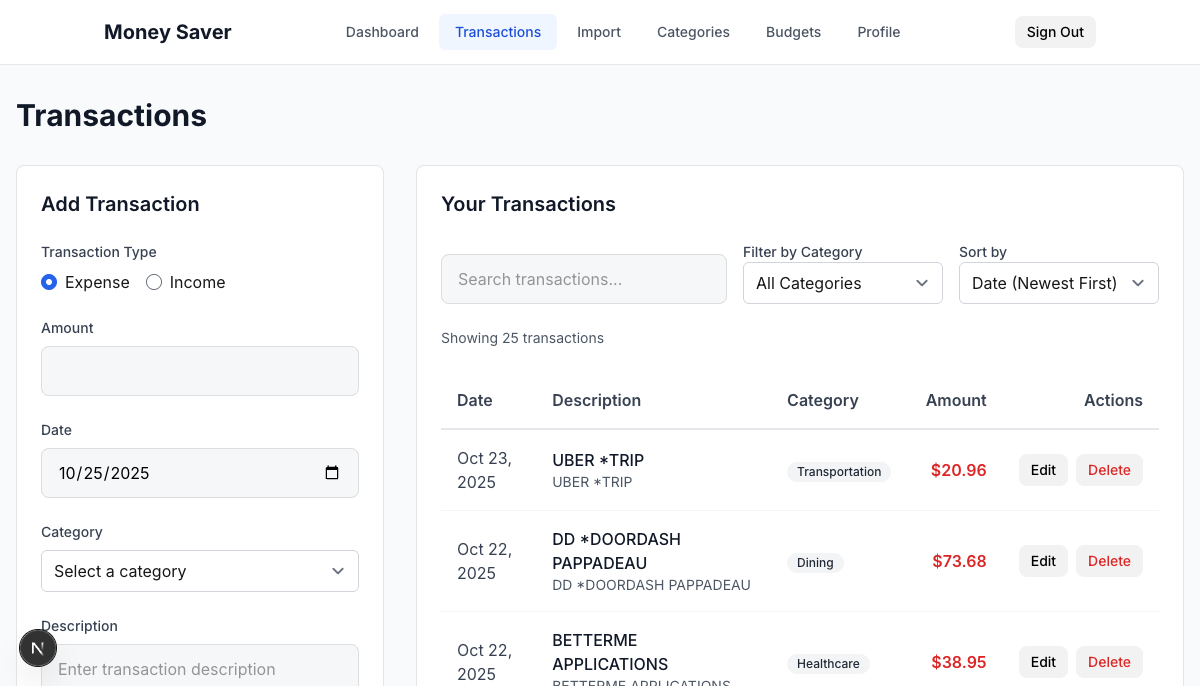 Money Saver
Dashboard
Transactions
Import
Categories
Budgets
Profile
Sign Out
Transactions
Add Transaction
Transaction Type
Expense
Income
Amount
Date
10/25/2025
Category
Select a category
Description
Enter transaction description
N
Your Transactions
Search transactions...
Filter by Category
All Categories
Sort by
Date (Newest First)
Showing 25 transactions
Date Description Category Amount Actions
Oct 23,
2025
UBER *TRIP
UBER *TRIP
Transportation
$20.96
Edit
Delete
Oct 22,
2025
DD *DOORDASH
PAPPADEAU
DD *DOORDASH PAPPADEAU
Dining
$73.68
Edit
Delete
Oct 22,
2025
BETTERME
APPLICATIONS
BETTERME APPLICATIONS
Healthcare
$38.95
Edit
Delete